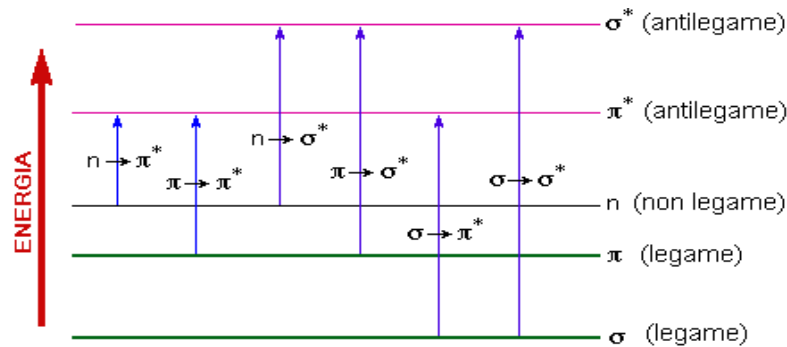 σ* (antilegame)
π* (antilegame)
n→π*
π→π*
n→σ*
π→σ*
σ→σ*
σ→π*
n (non legame)
π (legame)
σ (legame)
ENERGIA